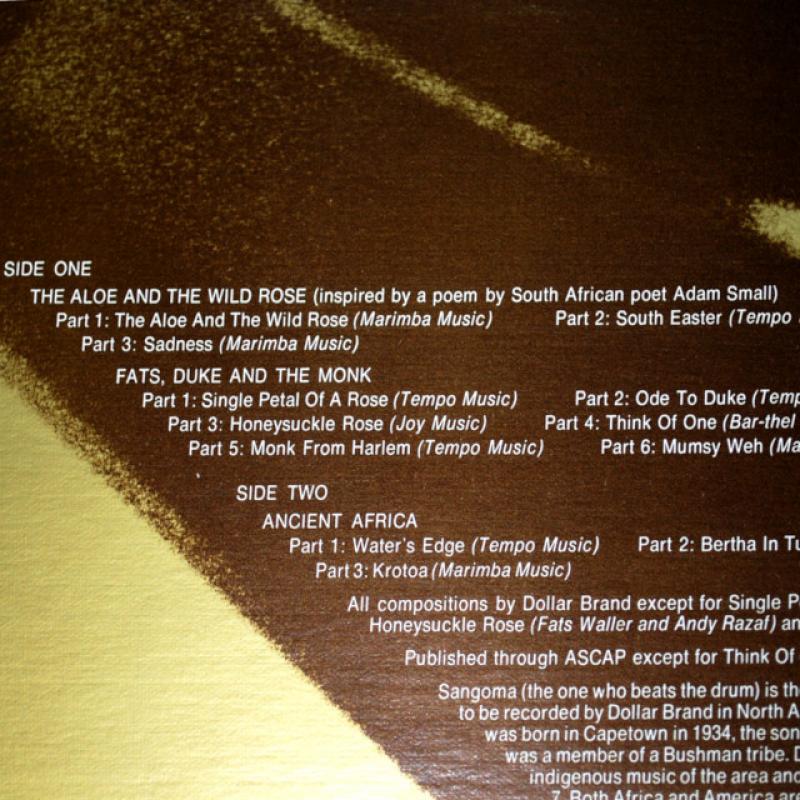 SIDE ONE
THE ALOE AND THE WILD ROSE (inspired by a poem by South African poet Adam Small)
Part 1: The Aloe And The Wild Rose (Marimba Music) Part 2: South Easter (Tempo
Part 3: Sadness (Marimba Music)
FATS, DUKE AND THE MONK
Part 1: Single Petal Of A Rose (Tempo Music) Part 2: Ode To Duke (Temp
Part 3: Honeysuckle Rose (Joy Music) Part 4: Think Of One (Bar-thel
Part 5: Monk From Harlem (Tempo Music) Part 6: Mumsy Weh (Ma
SIDE TWO
ANCIENT AFRICA
Part 1: Water's Edge (Tempo Music) Part 2: Bertha In Tu
Part 3: Krotoa (Marimba Music)
All compositions by Dollar Brand except for Single P
Honeysuckle Rose (Fats Waller and Andy Razaf) an
Published through ASCAP except for Think Of
Sangoma (the one who beats the drum) is the
to be recorded by Dollar Brand in North A
was born in Capetown in 1934, the son
was a member of a Bushman tribe. D
indigenous music of the area and
7. Both Africa and America are